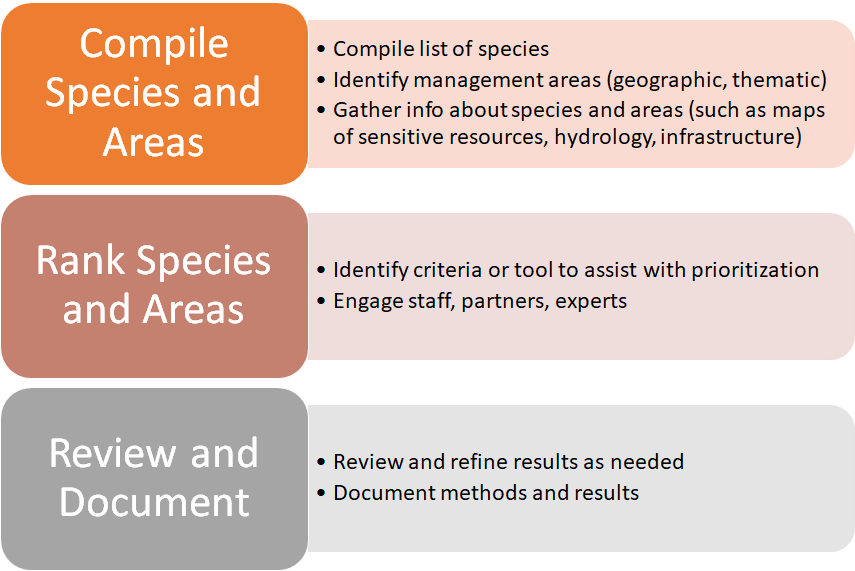 Compile
Species and
Areas
• Compile list of species
• Identify management areas (geographic, thematic)
• Gather info about species and areas (such as maps
of sensitive resources, hydrology, infrastructure)
Rank Species
and Areas
• Identify criteria or tool to assist with prioritization
• Engage staff, partners, experts
Review and
Document
• Review and refine results as needed
• Document methods and results